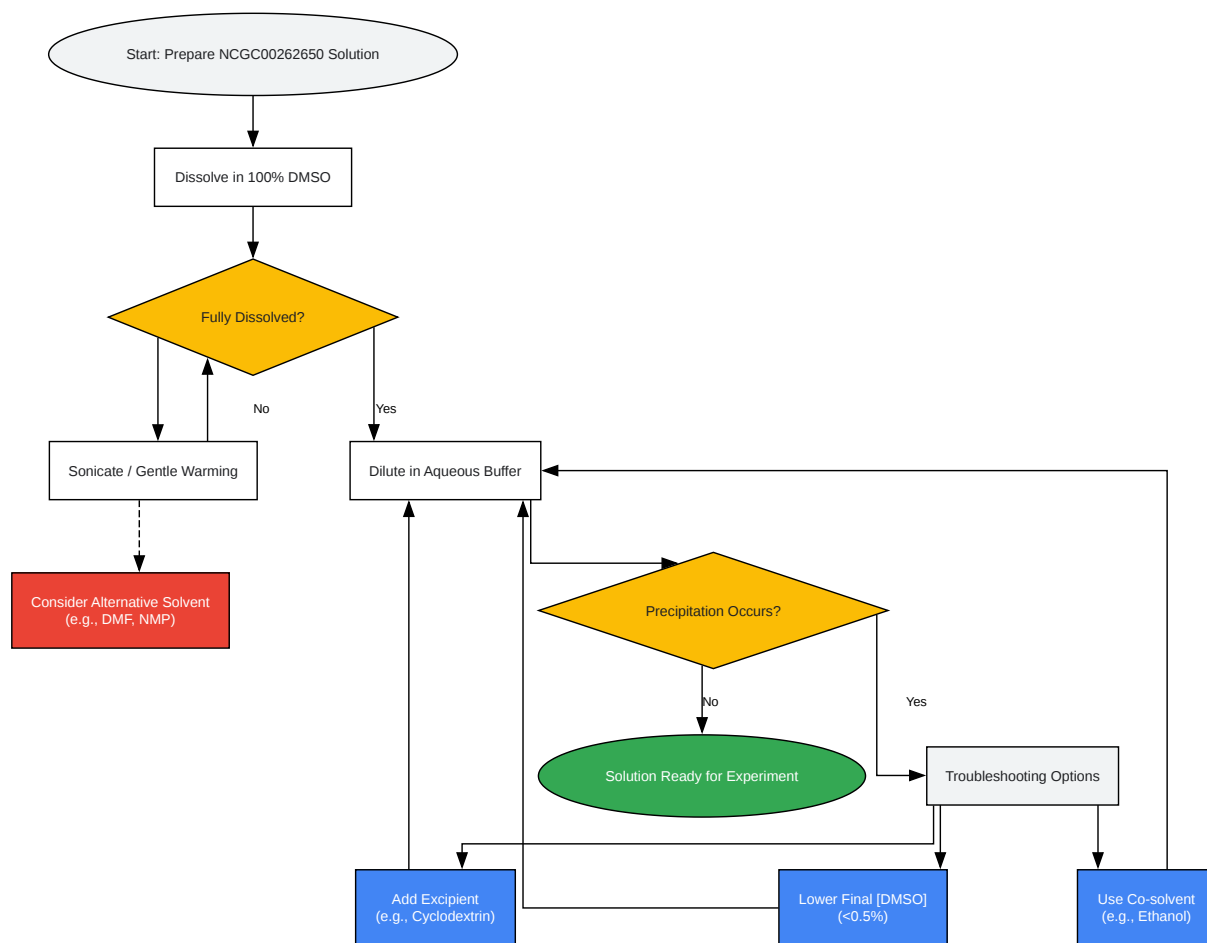 Start: Prepare NCGC00262650 Solution
Dissolve in 100% DMSO
Fully Dissolved?
No
Yes
Sonicate / Gentle Warming
Dilute in Aqueous Buffer
Consider Alternative Solvent
(e.g., DMF, NMP)
Precipitation Occurs?
No
Yes
Solution Ready for Experiment
Troubleshooting Options
Add Excipient
(e.g., Cyclodextrin)
Lower Final [DMSO]
(<0.5%)
Use Co-solvent
(e.g., Ethanol)